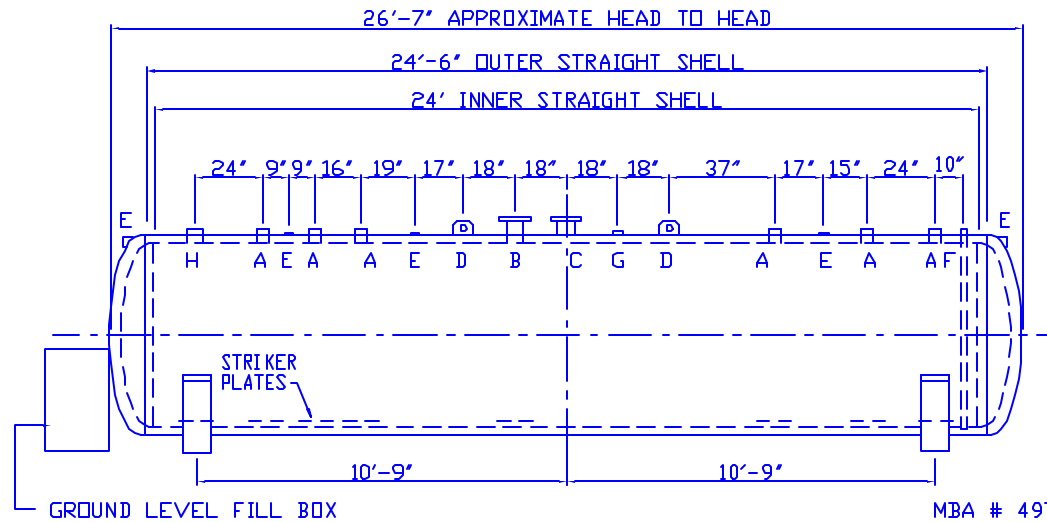 26'-7" APPROXIMATE HEAD TO HEAD
24'-6" OUTER STRAIGHT SHELL
24' INNER STRAIGHT SHELL
24" 9" 9" 16" 19" 17" 18" 18" 18" 18" 37" 17" 15" 24" 10"
E E
H A E A A E D B C G D A E A A F
STRIKER
PLATES
10'-9" 10'-9"
GROUND LEVEL FILL BOX MBA # 497